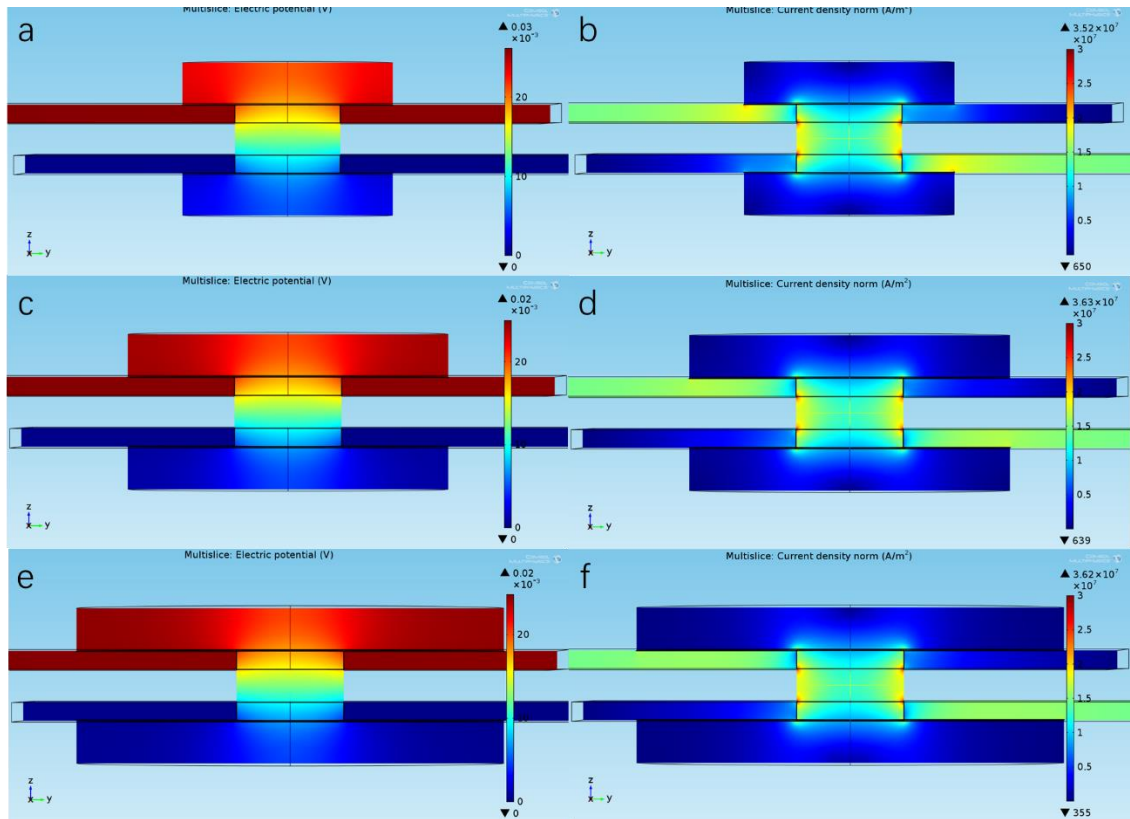 Multislice: Electric potential (V)
a
▲ 0.03
×10⁻³
20
10
0
▼ 0
z
x y
Multislice: Current density norm (A/m²)
b
▲ 3.52×10⁷
×10⁷
3
2.5
2
1.5
1
0.5
▼ 650
z
x y
Multislice: Electric potential (V)
c
▲ 0.02
×10⁻³
20
0
▼ 0
z
x y
Multislice: Current density norm (A/m²)
d
▲ 3.63×10⁷
×10⁷
3
2.5
2
1.5
1
0.5
▼ 639
z
x y
Multislice: Electric potential (V)
e
▲ 0.02
×10⁻³
20
0
▼ 0
z
x y
Multislice: Current density norm (A/m²)
f
▲ 3.62×10⁷
×10⁷
3
2.5
2
1.5
1
0.5
▼ 355
z
x y